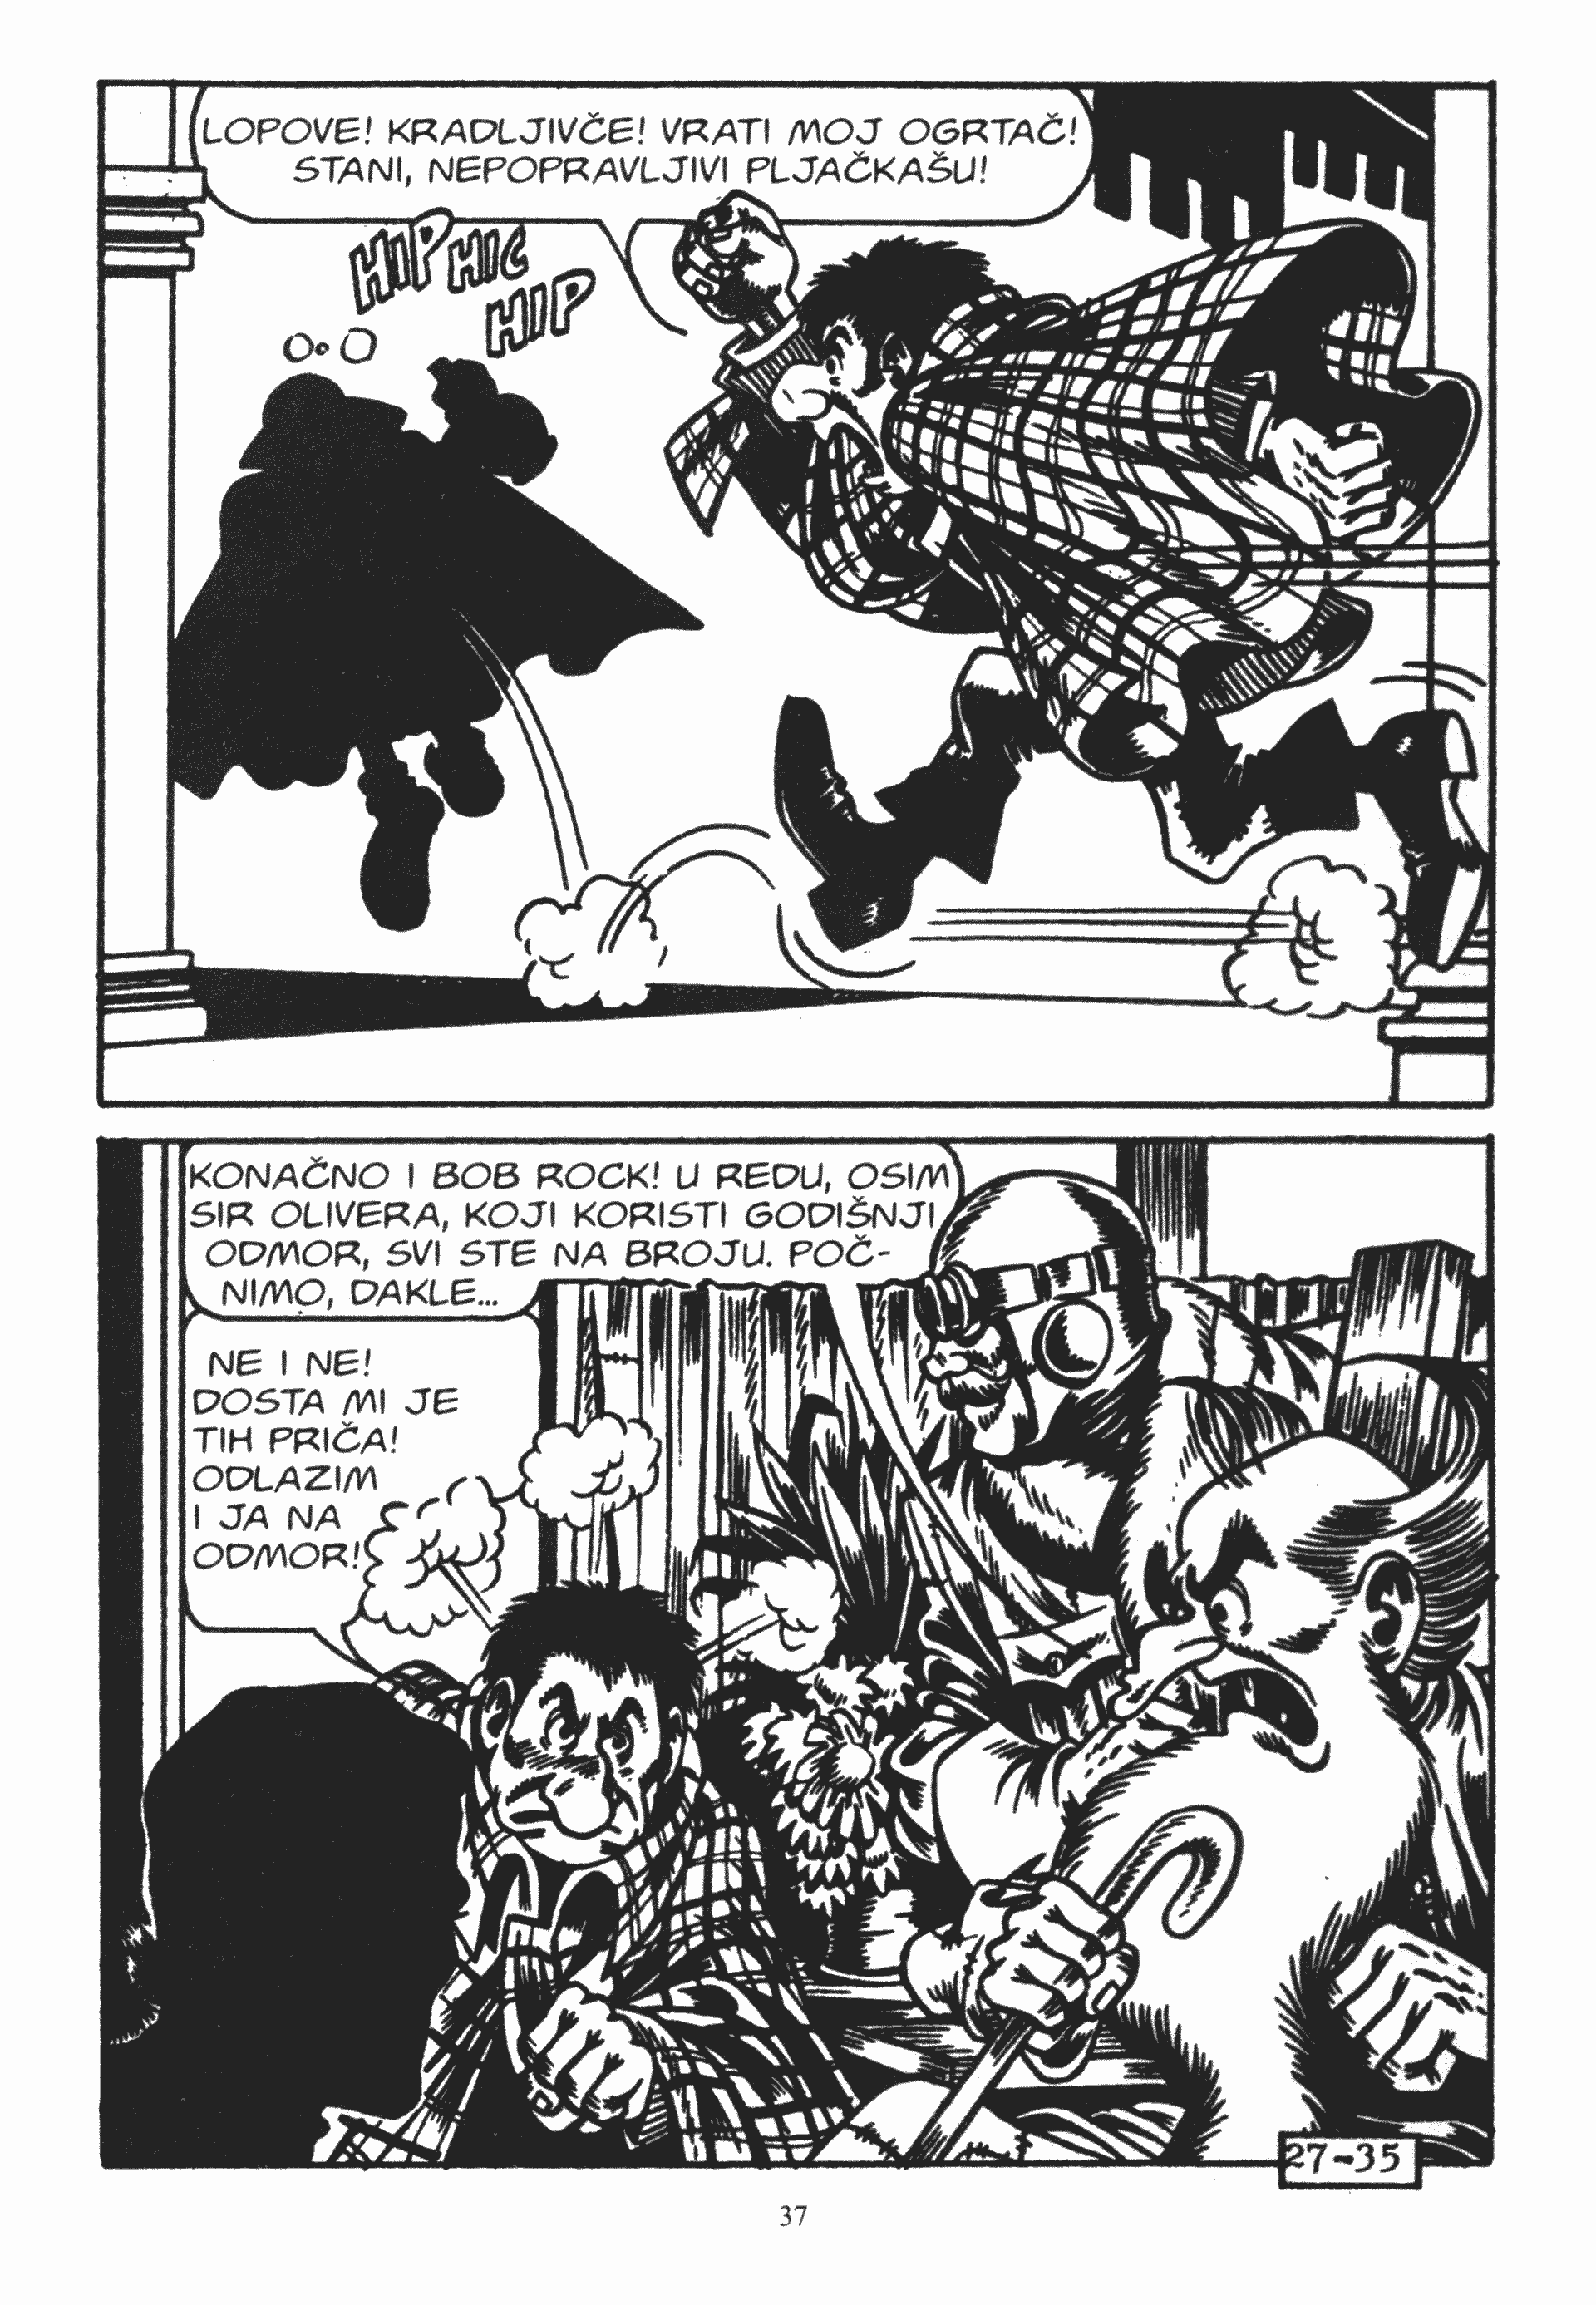 LOPOVE! KRADLJIVČE! VRATI MOJ OGRTAČ!
STANI, NEPOPRAVLJIVI PLJAČKAŠU!
HIP HIC
HIP
KONAČNO I BOB ROCK! U REDU, OSIM
SIR OLIVERA, KOJI KORISTI GODIŠNJI
ODMOR, SVI STE NA BROJU. POČ-
NIMO, DAKLE...
NE I NE!
DOSTA MI JE
TIH PRIČA!
ODLAZIM
I JA NA
ODMOR!
27-35
37